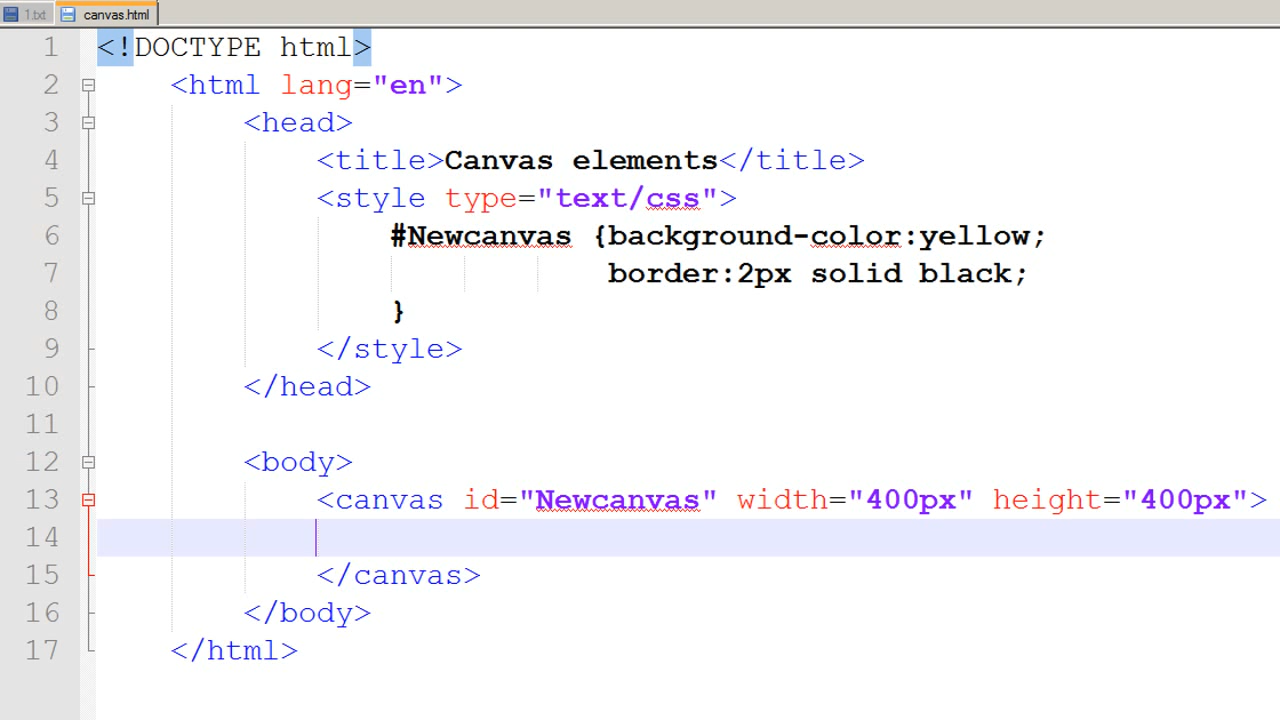 1.txt canvas.html
1 <!DOCTYPE html>
2 <html lang="en">
3 <head>
4 <title>Canvas elements</title>
5 <style type="text/css">
6 #Newcanvas {background-color:yellow;
7 border:2px solid black;
8 }
9 </style>
10 </head>
11
12 <body>
13 <canvas id="Newcanvas" width="400px" height="400px">
14
15 </canvas>
16 </body>
17 </html>